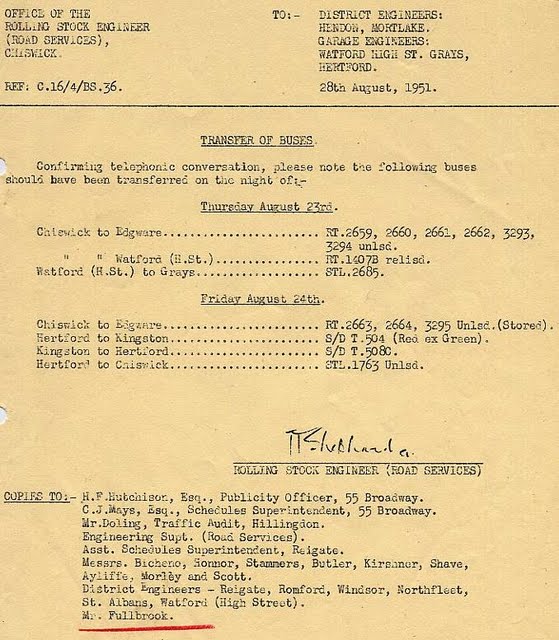 OFFICE OF THE
ROLLING STOCK ENGINEER
(ROAD SERVICES),
CHISWICK.
REF: C.16/4/BS.36.
TO:- DISTRICT ENGINEERS:
HENDON, MORTLAKE.
GARAGE ENGINEERS:
WATFORD HIGH ST. GRAYS,
HERTFORD.
28th August, 1951.
TRANSFER OF BUSES.
Confirming telephonic conversation, please note the following buses
should have been transferred on the night of:-
Thursday August 23rd.
Chiswick to Edgware...................... RT.2659, 2660, 2661, 2662, 3293,
3294 unlsd.
" " Watford (H.St.)............... RT.1407B relisd.
Watford (H.St.) to Grays................. STL.2685.
Friday August 24th.
Chiswick to Edgware...................... RT.2663, 2664, 3295 Unlsd.(Stored).
Hertford to Kingston..................... S/D T.504 (Red ex Green).
Kingston to Hertford..................... S/D T.508C.
Hertford to Chiswick..................... STL.1763 Unlsd.
ROLLING STOCK ENGINEER (ROAD SERVICES)
COPIES TO:- H.F.Hutchison, Esq., Publicity Officer, 55 Broadway.
C.J.Mays, Esq., Schedules Superintendent, 55 Broadway.
Mr.Doling, Traffic Audit, Hillingdon.
Engineering Supt. (Road Services).
Asst. Schedules Superintendent, Reigate.
Messrs. Bicheno, Honnor, Stammers, Butler, Kirshner, Shave,
Ayliffe, Morley and Scott.
District Engineers - Reigate, Romford, Windsor, Northfleet,
St. Albans, Watford (High Street).
Mr. Fullbrook.